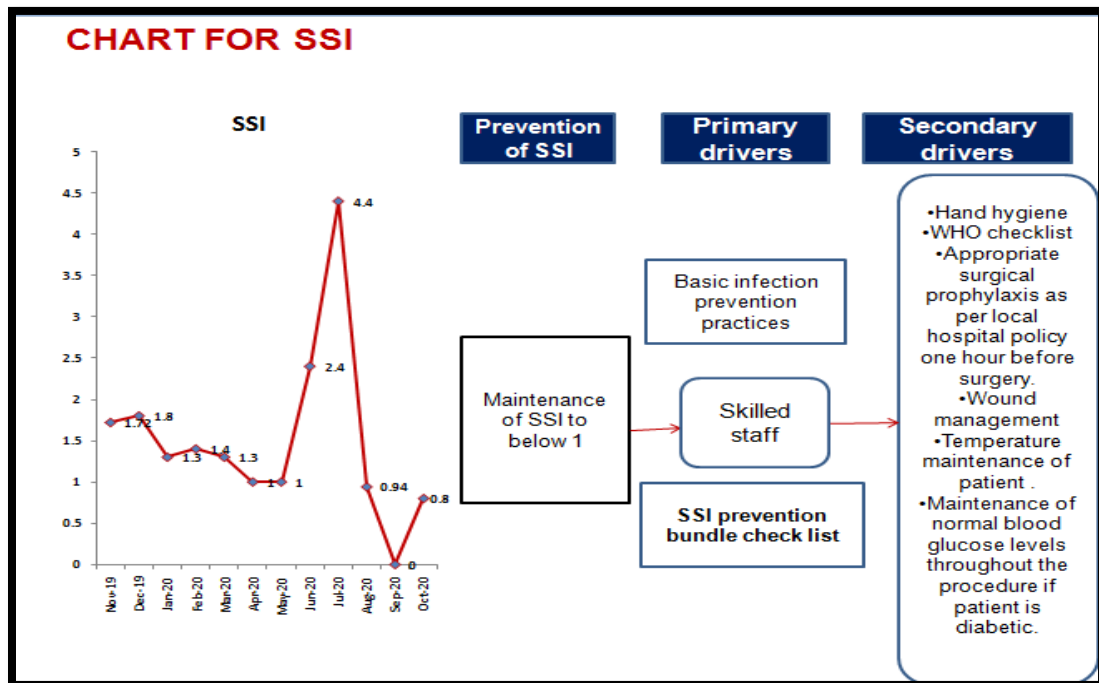 CHART FOR SSI
SSI
5
4.5
4
3.5
3
2.5
2
1.5
1
0.5
0
1.72
1.8
1.3
1.4
1.3
1
1
2.4
4.4
0.94
0
0.8
Nov-19
Dec-19
Jan-20
Feb-20
Mar-20
Apr-20
May-20
Jun-20
Jul-20
Aug-20
Sep-20
Oct-20
Prevention
of SSI
Maintenance
of SSI to
below 1
Primary
drivers
Basic infection
prevention
practices
Skilled
staff
SSI prevention
bundle check list
Secondary
drivers
•Hand hygiene
•WHO checklist
•Appropriate
surgical
prophylaxis as
per local
hospital policy
one hour before
surgery.
•Wound
management
•Temperature
maintenance of
patient .
•Maintenance of
normal blood
glucose levels
throughout the
procedure if
patient is
diabetic.